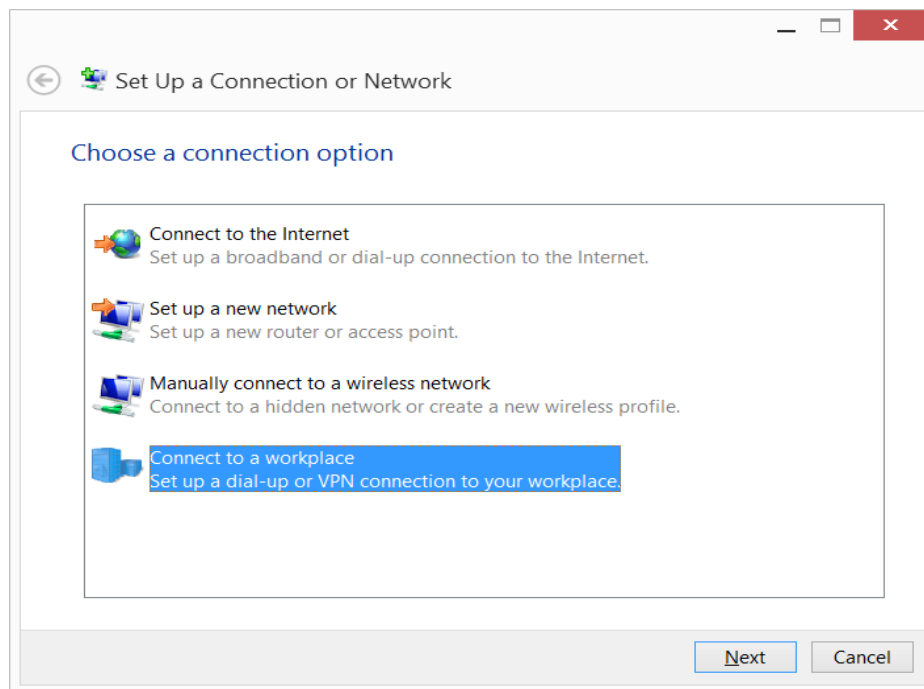 Set Up a Connection or Network
Choose a connection option
Connect to the Internet
Set up a broadband or dial-up connection to the Internet.
Set up a new network
Set up a new router or access point.
Manually connect to a wireless network
Connect to a hidden network or create a new wireless profile.
Connect to a workplace
Set up a dial-up or VPN connection to your workplace.
Next
Cancel